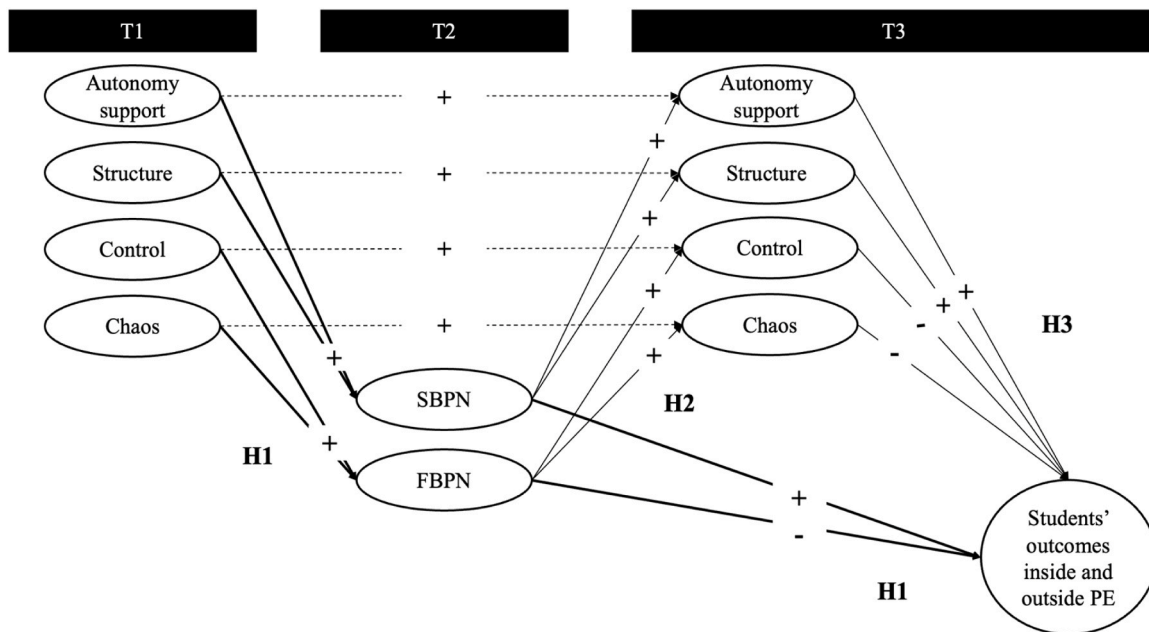 T1
T2
T3
Autonomy
support
+
Autonomy
support
+
Structure
+
Structure
+
Control
+
Control
+
Chaos
+
Chaos
+
+
-
-
H3
+
+
H2
SBPN
H1
+
FBPN
+
-
Students'
outcomes
inside and
outside PE
H1